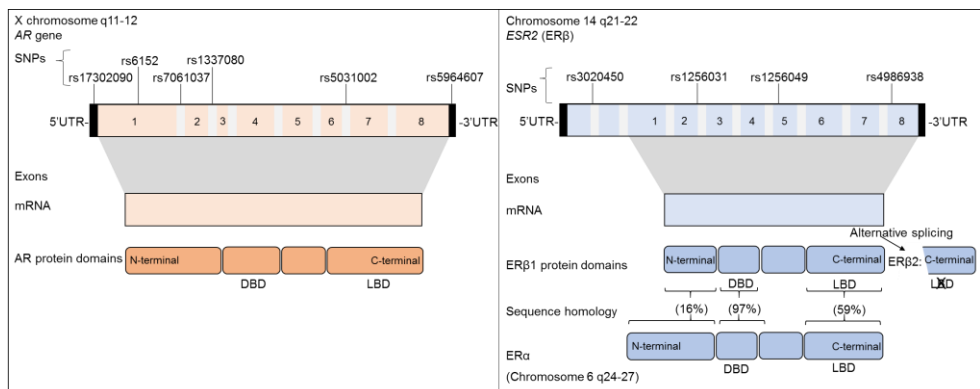 X chromosome q11-12
AR gene
SNPs
rs6152 rs1337080
rs17302090 rs7061037 rs5031002 rs5964607
5'UTR- 1 2 3 4 5 6 7 8 -3'UTR
Exons
mRNA
AR protein domains N-terminal C-terminal
DBD LBD
Chromosome 14 q21-22
ESR2 (ERβ)
SNPs
rs3020450 rs1256031 rs1256049 rs4986938
5'UTR- 1 2 3 4 5 6 7 8 -3'UTR
Exons
mRNA
Alternative splicing
ERβ1 protein domains N-terminal C-terminal ERβ2: C-terminal
DBD LBD LBD
Sequence homology (16%) (97%) (59%)
ERα N-terminal C-terminal
(Chromosome 6 q24-27) DBD LBD